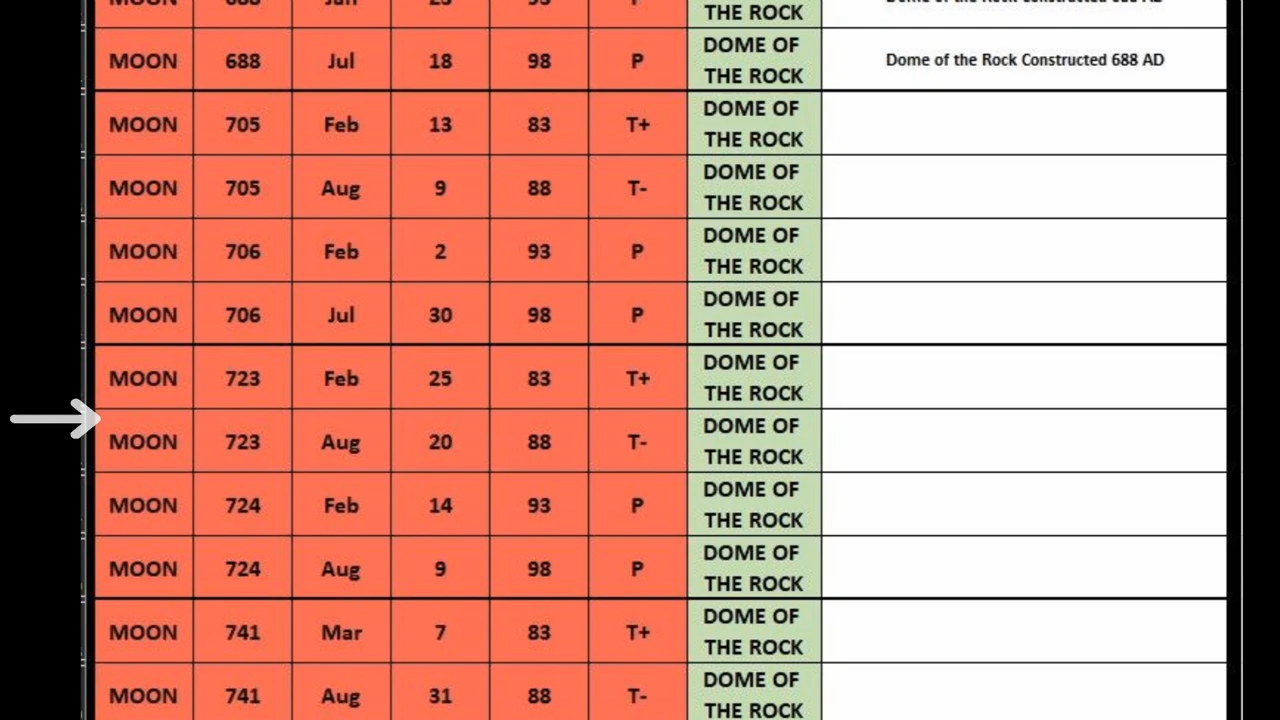 MOON 688 Jan THE ROCK
MOON 688 Jul 18 98 P DOME OF THE ROCK Dome of the Rock Constructed 688 AD
MOON 705 Feb 13 83 T+ DOME OF THE ROCK
MOON 705 Aug 9 88 T- DOME OF THE ROCK
MOON 706 Feb 2 93 P DOME OF THE ROCK
MOON 706 Jul 30 98 P DOME OF THE ROCK
MOON 723 Feb 25 83 T+ DOME OF THE ROCK
MOON 723 Aug 20 88 T- DOME OF THE ROCK
MOON 724 Feb 14 93 P DOME OF THE ROCK
MOON 724 Aug 9 98 P DOME OF THE ROCK
MOON 741 Mar 7 83 T+ DOME OF THE ROCK
MOON 741 Aug 31 88 T- DOME OF THE ROCK